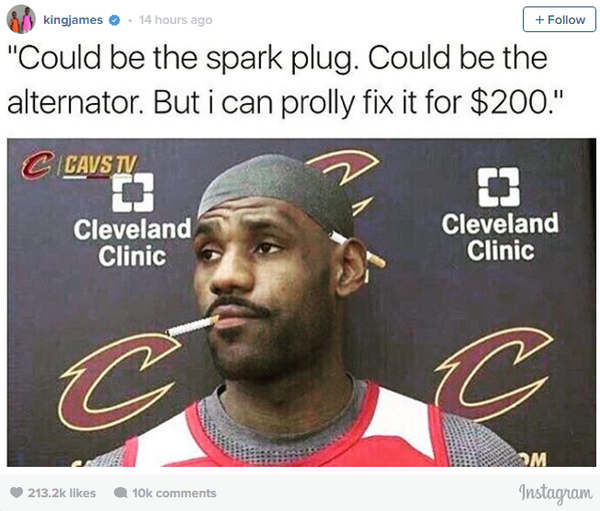 kingjames • 14 hours ago
+ Follow
"Could be the spark plug. Could be the
alternator. But i can prolly fix it for $200."
C CAVS TV
Cleveland
Clinic
Cleveland
Clinic
C
C
OM
213.2k likes 10k comments
Instagram